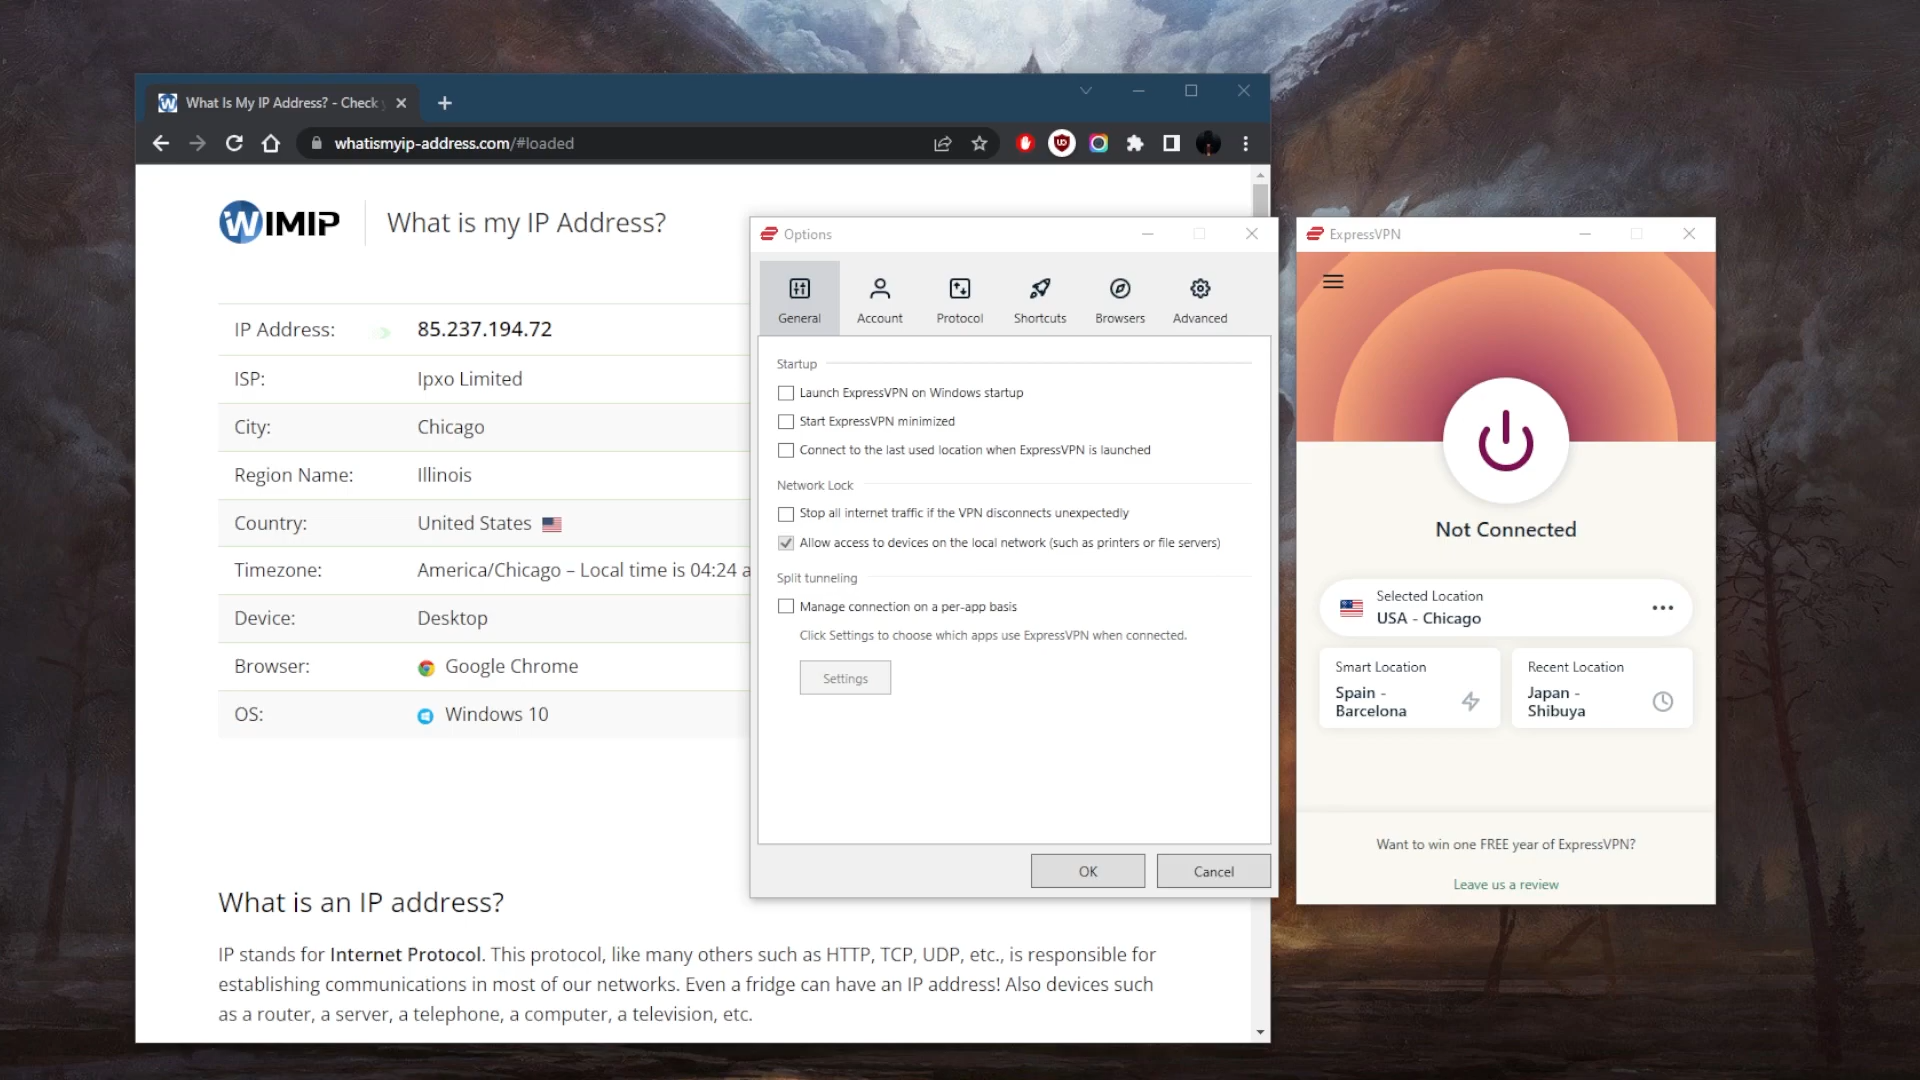 What Is My IP Address? - Check
whatismyip-address.com/#loaded
WIMIP
What is my IP Address?
IP Address: 85.237.194.72
ISP: Ipxo Limited
City: Chicago
Region Name: Illinois
Country: United States
Timezone: America/Chicago – Local time is 04:24 a
Device: Desktop
Browser: Google Chrome
OS: Windows 10
What is an IP address?
IP stands for Internet Protocol. This protocol, like many others such as HTTP, TCP, UDP, etc., is responsible for
establishing communications in most of our networks. Even a fridge can have an IP address! Also devices such
as a router, a server, a telephone, a computer, a television, etc.
Options
General Account Protocol Shortcuts Browsers Advanced
Startup
Launch ExpressVPN on Windows startup
Start ExpressVPN minimized
Connect to the last used location when ExpressVPN is launched
Network Lock
Stop all internet traffic if the VPN disconnects unexpectedly
Allow access to devices on the local network (such as printers or file servers)
Split tunneling
Manage connection on a per-app basis
Click Settings to choose which apps use ExpressVPN when connected.
Settings
OK Cancel
ExpressVPN
Not Connected
Selected Location
USA - Chicago
Smart Location
Spain -
Barcelona
Recent Location
Japan -
Shibuya
Want to win one FREE year of ExpressVPN?
Leave us a review